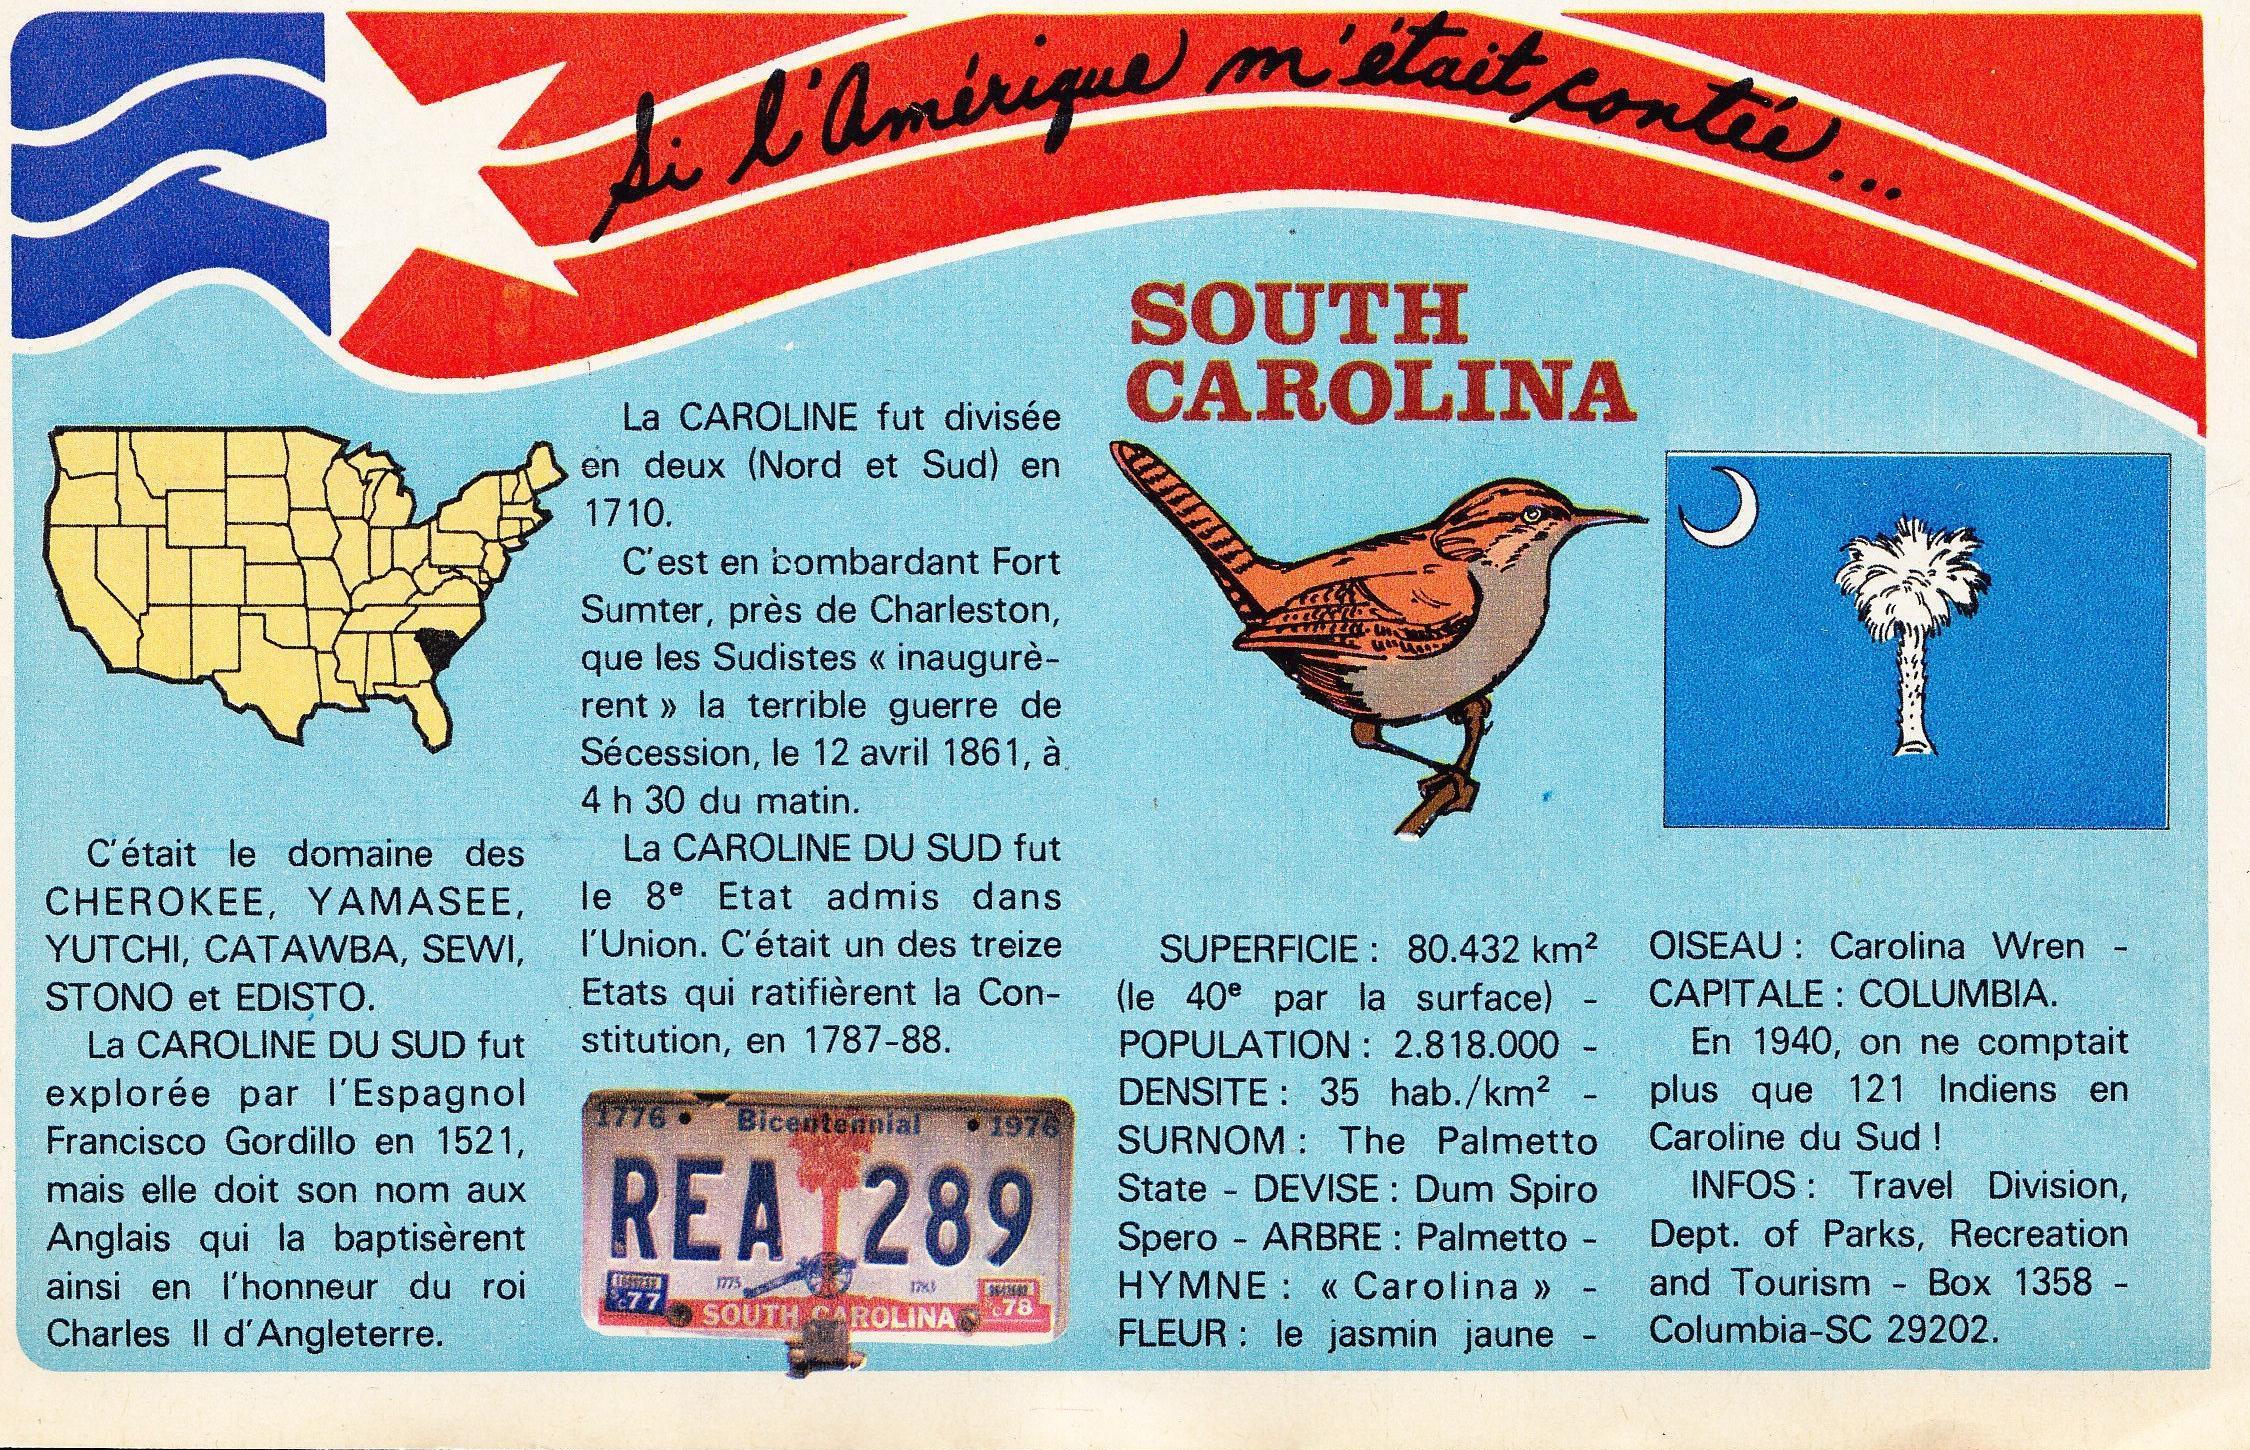 Si l'Amérique m'était contée...
SOUTH
CAROLINA
C'était le domaine des
CHEROKEE, YAMASEE,
YUTCHI, CATAWBA, SEWI,
STONO et EDISTO.
La CAROLINE DU SUD fut
explorée par l'Espagnol
Francisco Gordillo en 1521,
mais elle doit son nom aux
Anglais qui la baptisèrent
ainsi en l'honneur du roi
Charles II d'Angleterre.
La CAROLINE fut divisée
en deux (Nord et Sud) en
1710.
C'est en bombardant Fort
Sumter, près de Charleston,
que les Sudistes « inaugurè-
rent » la terrible guerre de
Sécession, le 12 avril 1861, à
4 h 30 du matin.
La CAROLINE DU SUD fut
le 8e Etat admis dans
l'Union. C'était un des treize
Etats qui ratifièrent la Con-
stitution, en 1787-88.
1776 • Bicentennial • 1976
REA 289
1775 1783
77 SOUTH CAROLINA 78
SUPERFICIE : 80.432 km²
(le 40e par la surface) -
POPULATION : 2.818.000 -
DENSITE : 35 hab./km² -
SURNOM : The Palmetto
State - DEVISE : Dum Spiro
Spero - ARBRE : Palmetto -
HYMNE : « Carolina » -
FLEUR : le jasmin jaune -
OISEAU : Carolina Wren -
CAPITALE : COLUMBIA.
En 1940, on ne comptait
plus que 121 Indiens en
Caroline du Sud !
INFOS : Travel Division,
Dept. of Parks, Recreation
and Tourism - Box 1358 -
Columbia-SC 29202.